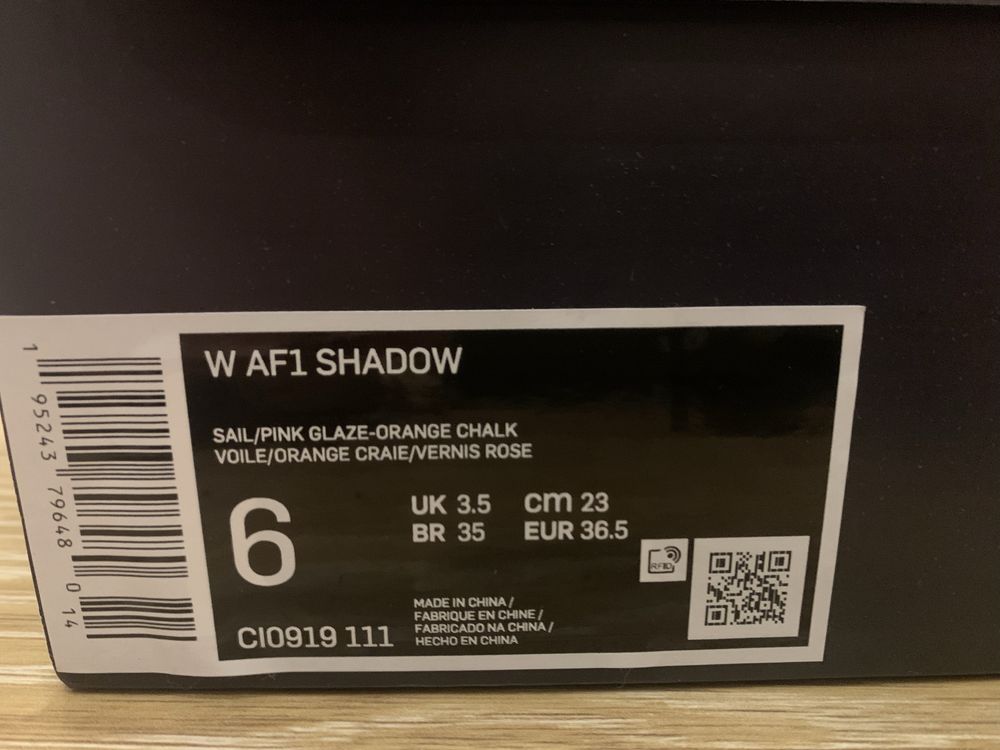 W AF1 SHADOW
SAIL/PINK GLAZE-ORANGE CHALK
VOILE/ORANGE CRAIE/VERNIS ROSE
6
UK 3.5 cm 23
BR 35 EUR 36.5
RFID
MADE IN CHINA /
FABRIQUE EN CHINE /
FABRICADO NA CHINA /
HECHO EN CHINA
CI0919 111
1 95243 79648 0 14